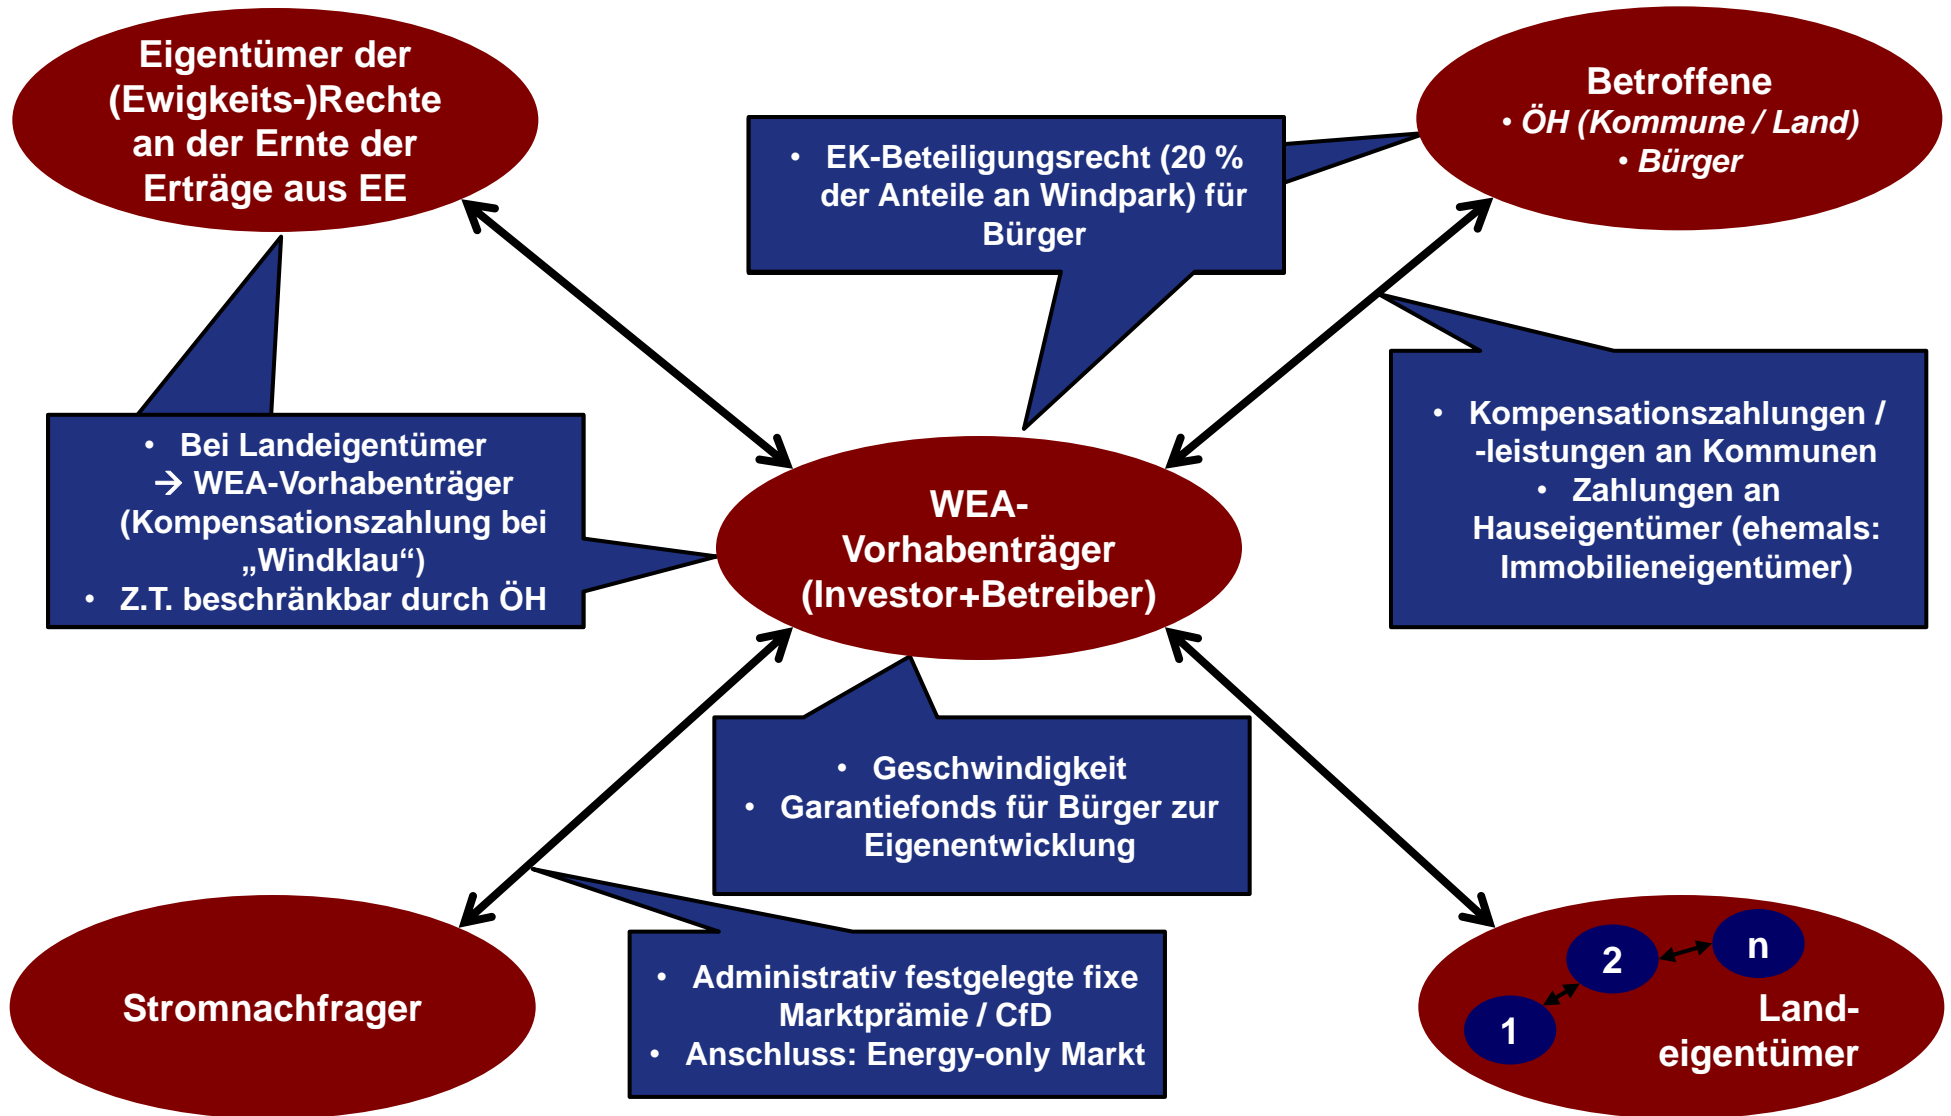 Eigentümer der
(Ewigkeits-)Rechte
an der Ernte der
Erträge aus EE
Betroffene
• ÖH (Kommune / Land)
• Bürger
• EK-Beteiligungsrecht (20 %
der Anteile an Windpark) für
Bürger
• Bei Landeigentümer
→ WEA-Vorhabenträger
(Kompensationszahlung bei
„Windklau“)
• Z.T. beschränkbar durch ÖH
• Kompensationszahlungen /
-leistungen an Kommunen
• Zahlungen an
Hauseigentümer (ehemals:
Immobilieneigentümer)
WEA-
Vorhabenträger
(Investor+Betreiber)
• Geschwindigkeit
• Garantiefonds für Bürger zur
Eigenentwicklung
Stromnachfrager
• Administrativ festgelegte fixe
Marktprämie / CfD
• Anschluss: Energy-only Markt
1
2
n
Land-
eigentümer